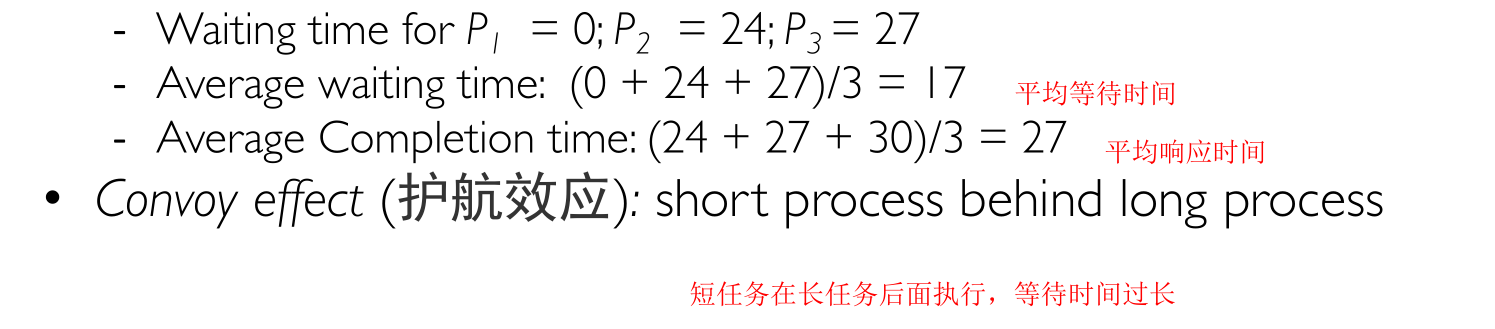 - Waiting time for P1 = 0; P2 = 24; P3 = 27
- Average waiting time: (0 + 24 + 27)/3 = 17 平均等待时间
- Average Completion time: (24 + 27 + 30)/3 = 27 平均响应时间
• Convoy effect (护航效应): short process behind long process
短任务在长任务后面执行，等待时间过长